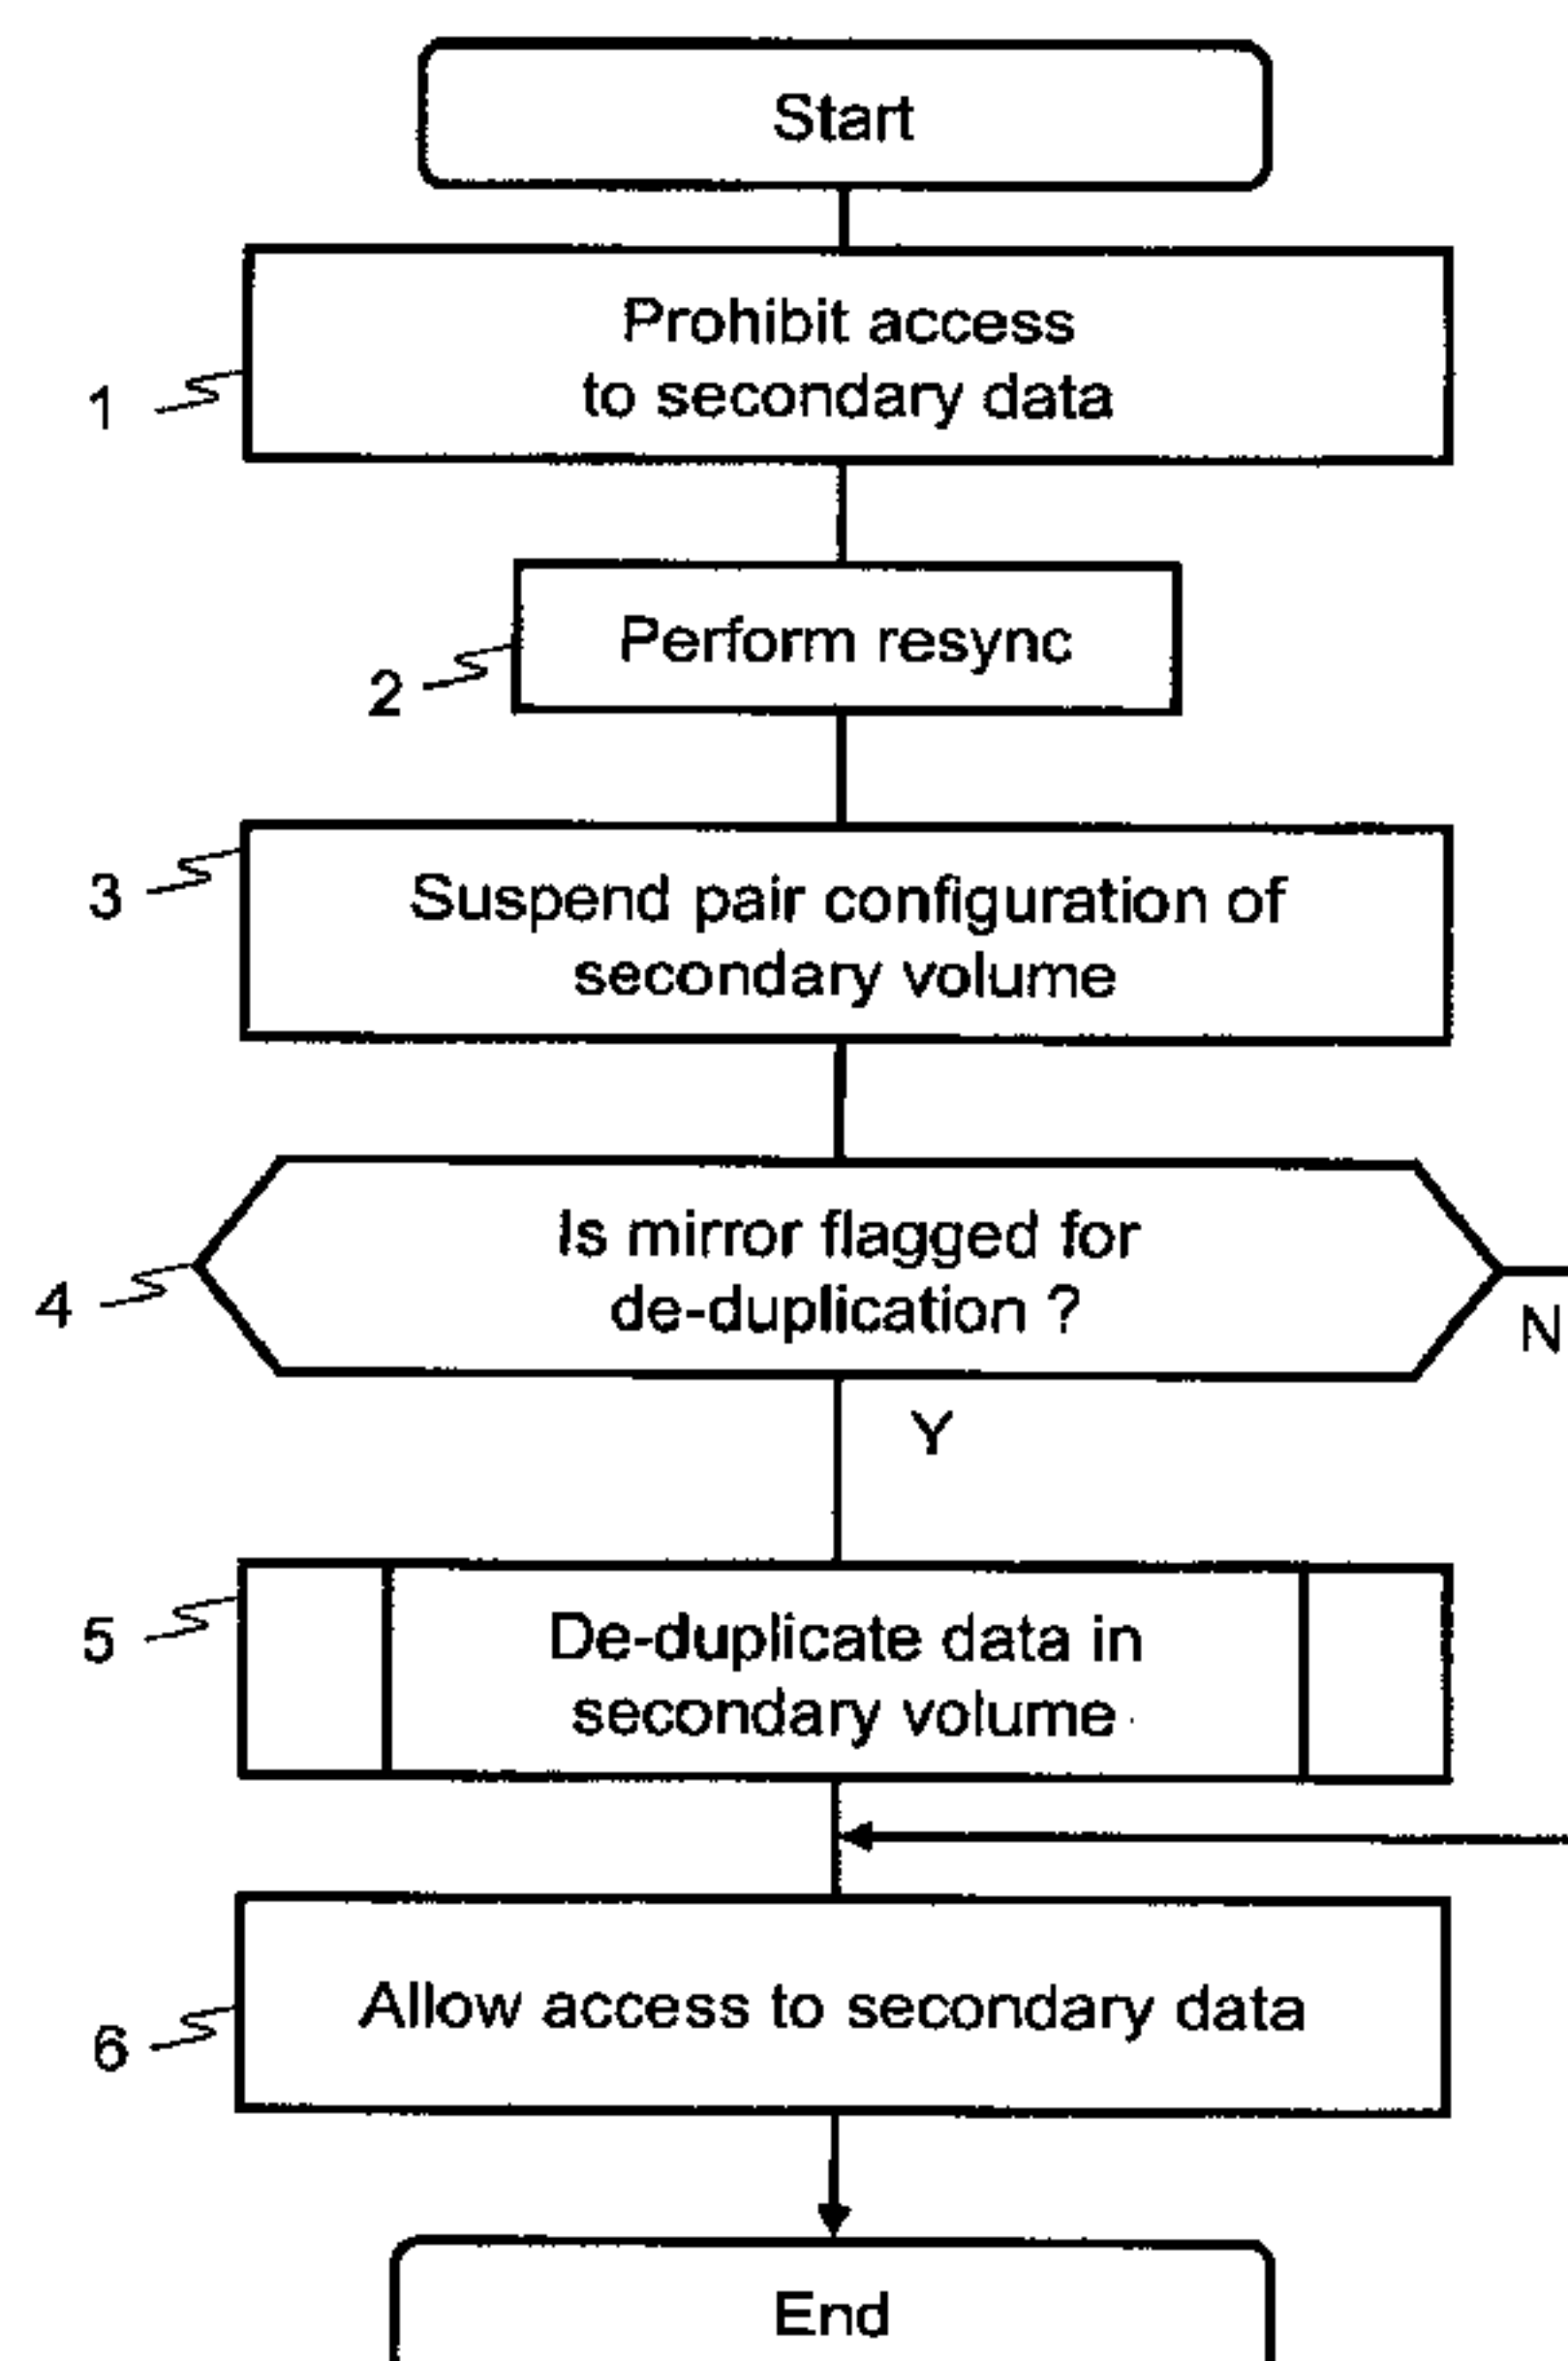 Start
Prohibit access
to secondary data
1
Perform resync
2
Suspend pair configuration of
secondary volume
3
Is mirror flagged for
de-duplication ?
4
N
Y
De-duplicate data in
secondary volume
5
Allow access to secondary data
6
End